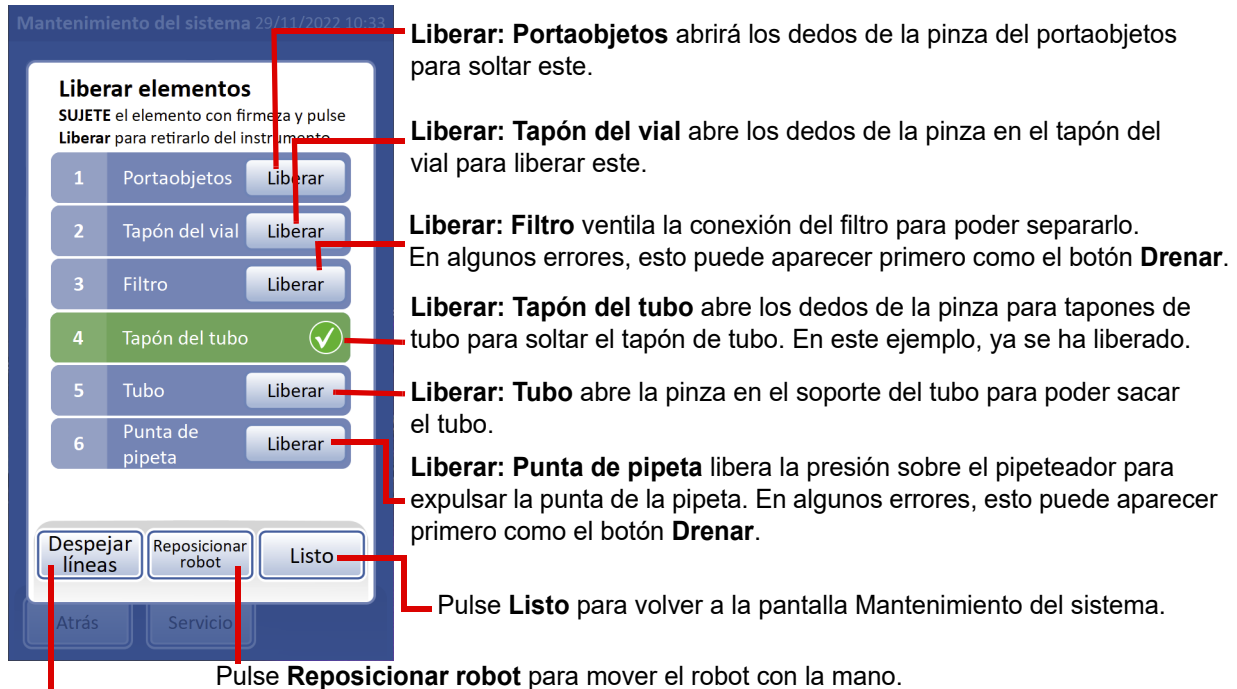 Mantenimiento del sistema 29/11/2022 10:33
Liberar elementos
SUJETE el elemento con firmeza y pulse
Liberar para retirarlo del instrumento
1 Portaobjetos Liberar
2 Tapón del vial Liberar
3 Filtro Liberar
4 Tapón del tubo
5 Tubo Liberar
6 Punta de
pipeta Liberar
Despejar
líneas
Reposicionar
robot
Listo
Atrás
Servicio
Liberar: Portaobjetos abrirá los dedos de la pinza del portaobjetos
para soltar este.
Liberar: Tapón del vial abre los dedos de la pinza en el tapón del
vial para liberar este.
Liberar: Filtro ventila la conexión del filtro para poder separarlo.
En algunos errores, esto puede aparecer primero como el botón Drenar.
Liberar: Tapón del tubo abre los dedos de la pinza para tapones de
tubo para soltar el tapón de tubo. En este ejemplo, ya se ha liberado.
Liberar: Tubo abre la pinza en el soporte del tubo para poder sacar
el tubo.
Liberar: Punta de pipeta libera la presión sobre el pipeteador para
expulsar la punta de la pipeta. En algunos errores, esto puede aparecer
primero como el botón Drenar.
Pulse Listo para volver a la pantalla Mantenimiento del sistema.
Pulse Reposicionar robot para mover el robot con la mano.